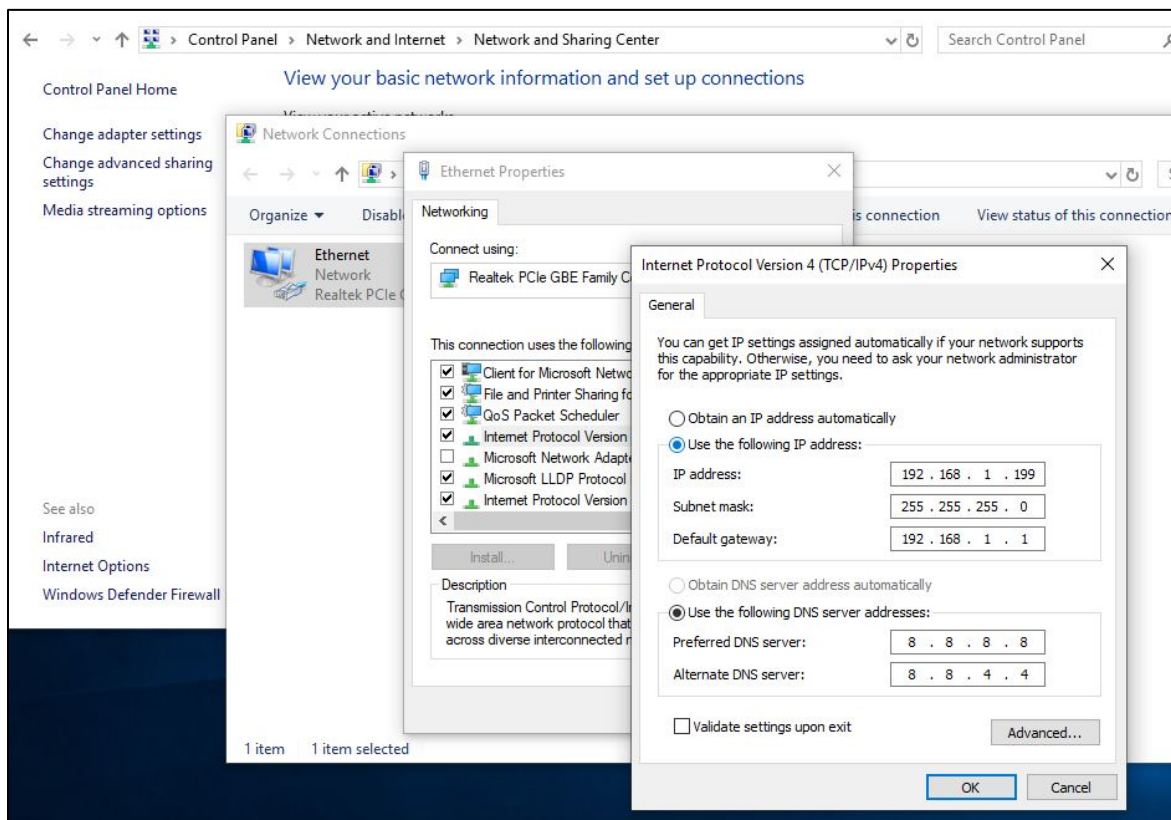 Control Panel > Network and Internet > Network and Sharing Center
Search Control Panel
Control Panel Home
Change adapter settings
Change advanced sharing
settings
Media streaming options
See also
Infrared
Internet Options
Windows Defender Firewall
View your basic network information and set up connections
Network Connections
Organize
Disabl
is connection
View status of this connection
Ethernet
Network
Realtek PCIe
1 item
1 item selected
Ethernet Properties
Networking
Connect using:
Realtek PCIe GBE Family C
This connection uses the following
Client for Microsoft Netwo
File and Printer Sharing fo
QoS Packet Scheduler
Internet Protocol Version
Microsoft Network Adapte
Microsoft LLDP Protocol
Internet Protocol Version
Install...
Unin
Description
Transmission Control Protocol/I
wide area network protocol that
across diverse interconnected
Internet Protocol Version 4 (TCP/IPv4) Properties
General
You can get IP settings assigned automatically if your network supports
this capability. Otherwise, you need to ask your network administrator
for the appropriate IP settings.
Obtain an IP address automatically
Use the following IP address:
IP address: 192 . 168 . 1 . 199
Subnet mask: 255 . 255 . 255 . 0
Default gateway: 192 . 168 . 1 . 1
Obtain DNS server address automatically
Use the following DNS server addresses:
Preferred DNS server: 8 . 8 . 8 . 8
Alternate DNS server: 8 . 8 . 4 . 4
Validate settings upon exit
Advanced...
OK
Cancel